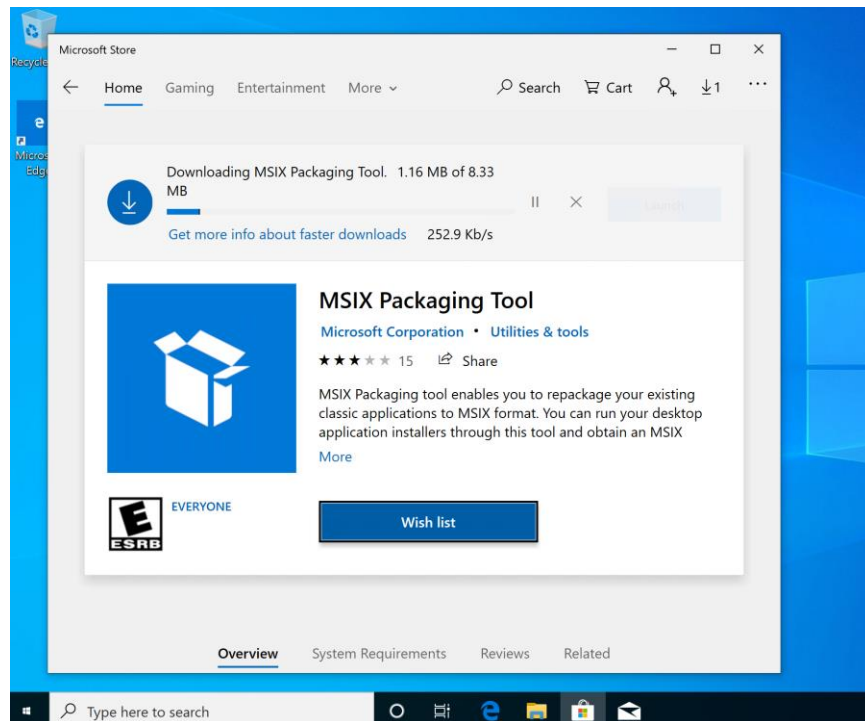 Recycle
Micros
Edg
Microsoft Store
Home Gaming Entertainment More Search Cart 1 ...
Downloading MSIX Packaging Tool. 1.16 MB of 8.33
MB
Launch
Get more info about faster downloads 252.9 Kb/s
MSIX Packaging Tool
Microsoft Corporation • Utilities & tools
15 Share
MSIX Packaging tool enables you to repackage your existing
classic applications to MSIX format. You can run your desktop
application installers through this tool and obtain an MSIX
More
E
ESRB
EVERYONE
Wish list
Overview System Requirements Reviews Related
Type here to search